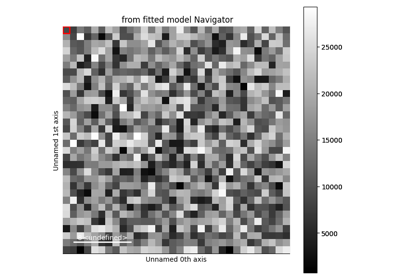 from fitted model Navigator
25000
20000
15000
10000
5000
Unnamed 1st axis
<undefined>
Unnamed 0th axis